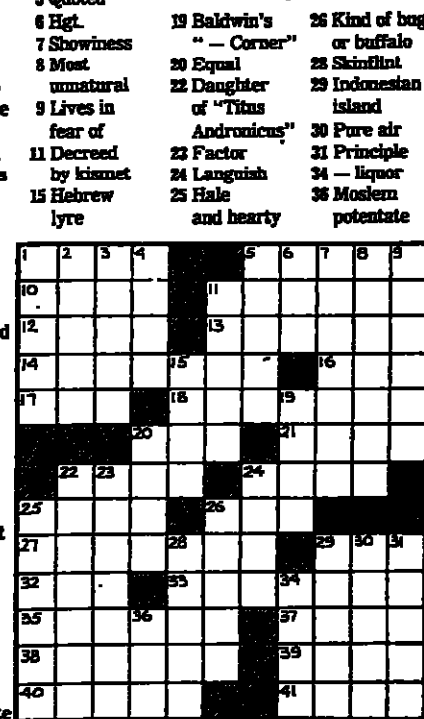 5 Quoted
6 Hgt.
7 Showiness
8 Most
unnatural
9 Lives in
fear of
11 Decreed
by kismet
15 Hebrew
lyre
19 Baldwin's
" — Corner"
20 Equal
22 Daughter
of "Titus
Andronicus"
23 Factor
24 Languish
25 Hale
and hearty
26 Kind of bug
or buffalo
28 Skinflint
29 Indonesian
island
30 Pure air
31 Principle
34 — liquor
36 Moslem
potentate
1 2 3 4 5 6 7 8 9
10 11
12 13
14 15 16
17 18 19
20 21
22 23 24
25 26
27 28 29 30 31
32 33 34
35 36 37
38 39
40 41